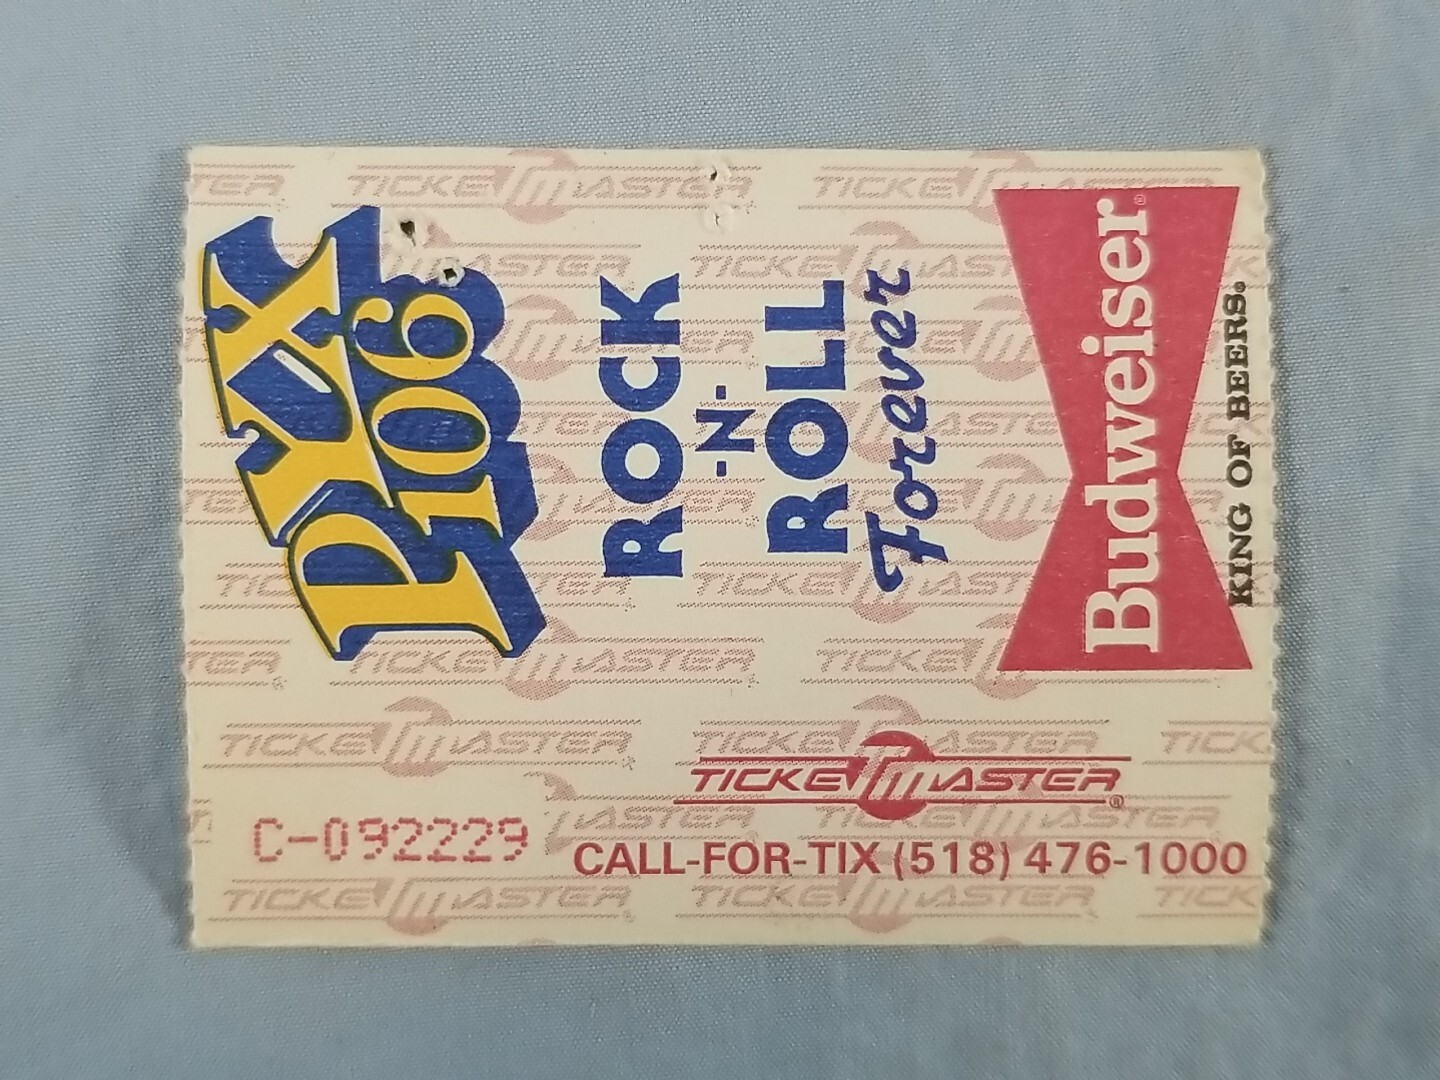 PYX
106
ROCK
-N-
ROLL
Forever
Budweiser®
KING OF BEERS®
TICKETMASTER®
C-092229
CALL-FOR-TIX (518) 476-1000